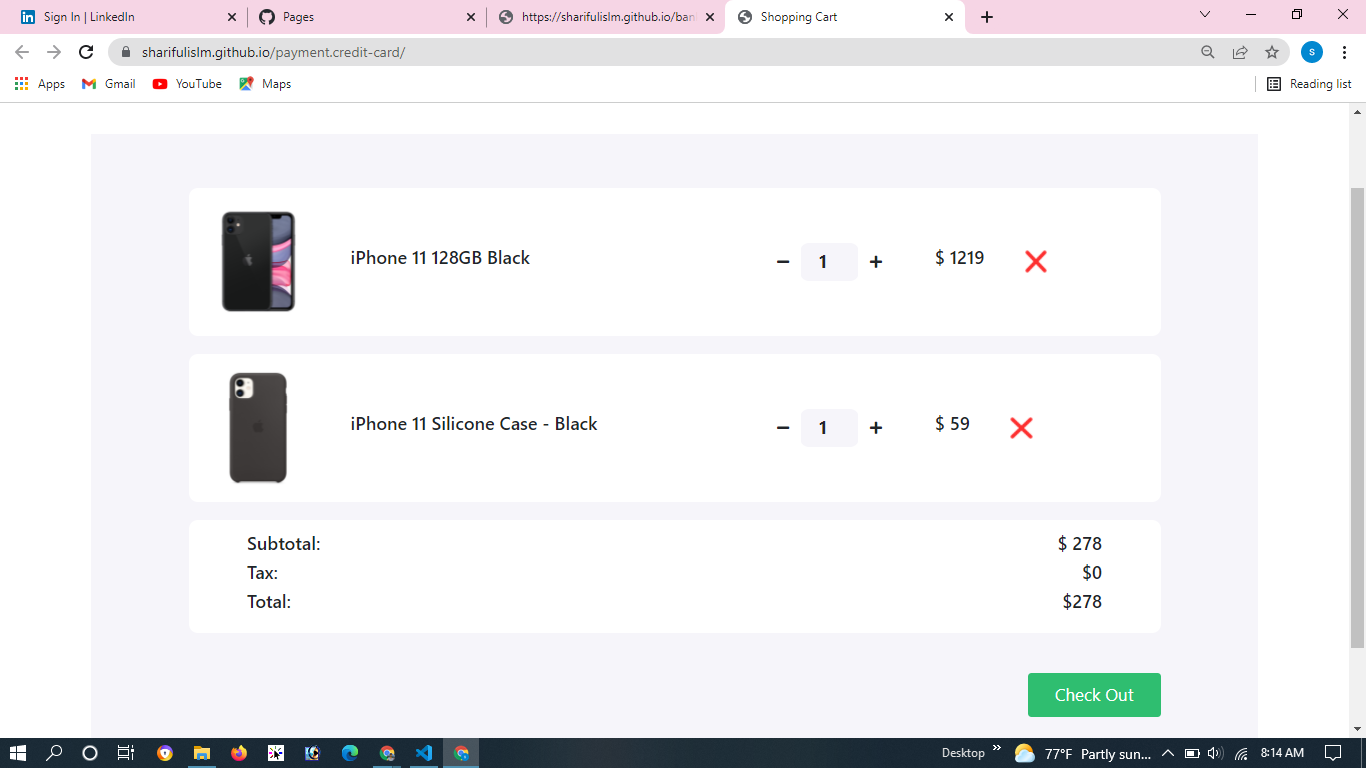 Sign In | LinkedIn
Pages
https://sharifulislm.github.io/ban
Shopping Cart
sharifulislm.github.io/payment.credit-card/
S
Apps
Gmail
YouTube
Maps
Reading list
iPhone 11 128GB Black
− 1 + $ 1219
iPhone 11 Silicone Case - Black
− 1 + $ 59
Subtotal: $ 278
Tax: $0
Total: $278
Check Out
Desktop
77°F Partly sun...
8:14 AM